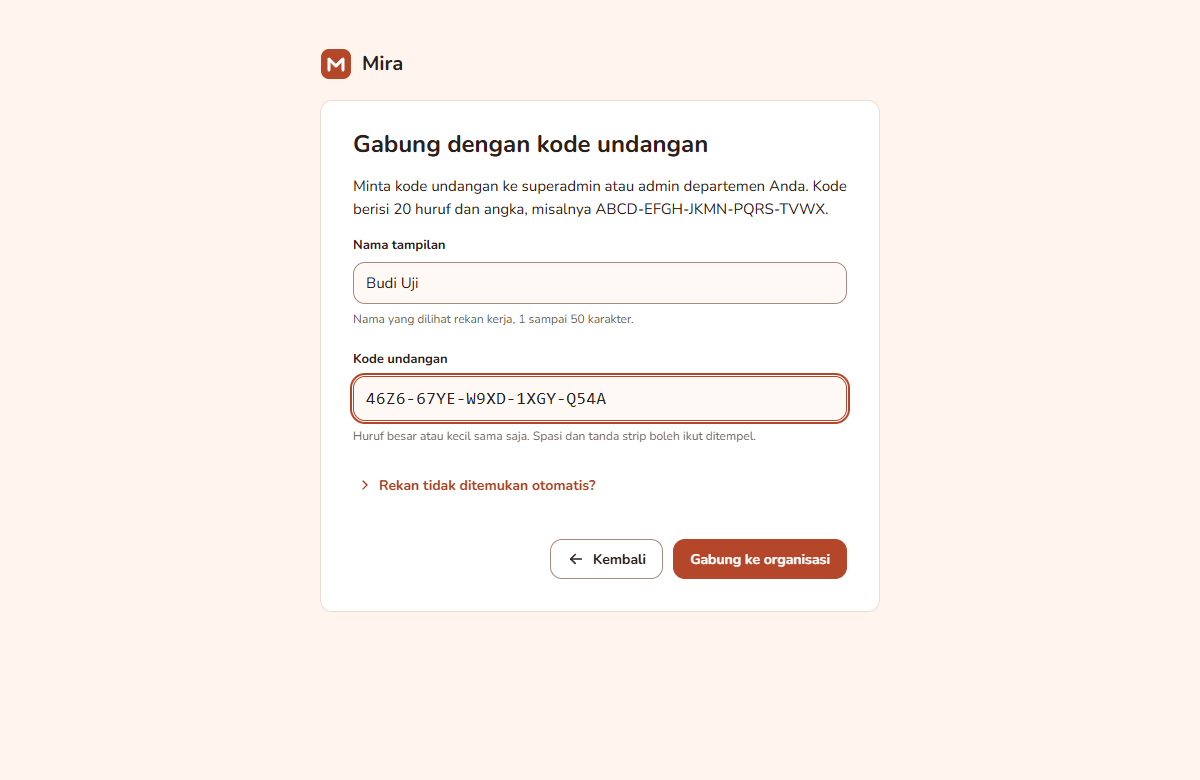 Mira
Gabung dengan kode undangan
Minta kode undangan ke superadmin atau admin departemen Anda. Kode
berisi 20 huruf dan angka, misalnya ABCD-EFGH-JKMN-PQRS-TVWX.
Nama tampilan
Budi Uji
Nama yang dilihat rekan kerja, 1 sampai 50 karakter.
Kode undangan
46Z6-67YE-W9XD-1XGY-Q54A
Huruf besar atau kecil sama saja. Spasi dan tanda strip boleh ikut ditempel.
Rekan tidak ditemukan otomatis?
Kembali
Gabung ke organisasi